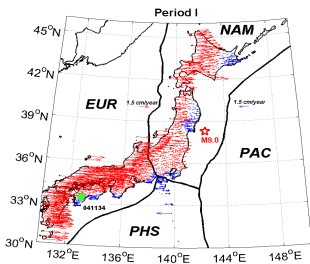 Period I
45°N
NAM
42°N
EUR
1.5 cm/year
1.5 cm/year
39°N
M9.0
PAC
36°N
33°N
041134
PHS
30°N
132°E
136°E
140°E
144°E
148°E